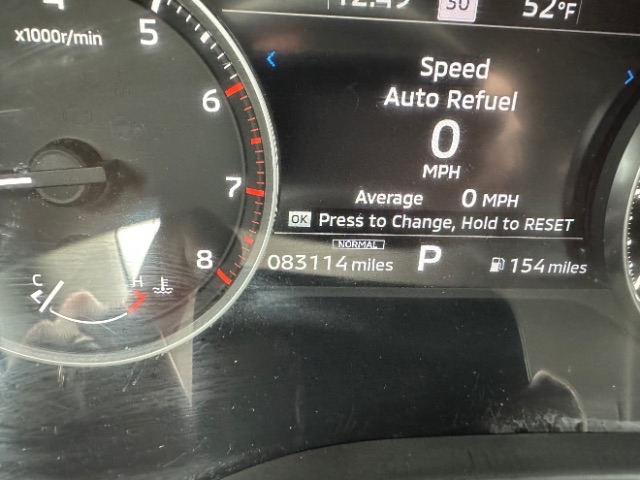 x1000r/min
5
6
7
8
C
H
50
52°F
Speed
Auto Refuel
0
MPH
Average 0 MPH
OK Press to Change, Hold to RESET
NORMAL
083114 miles P 154 miles